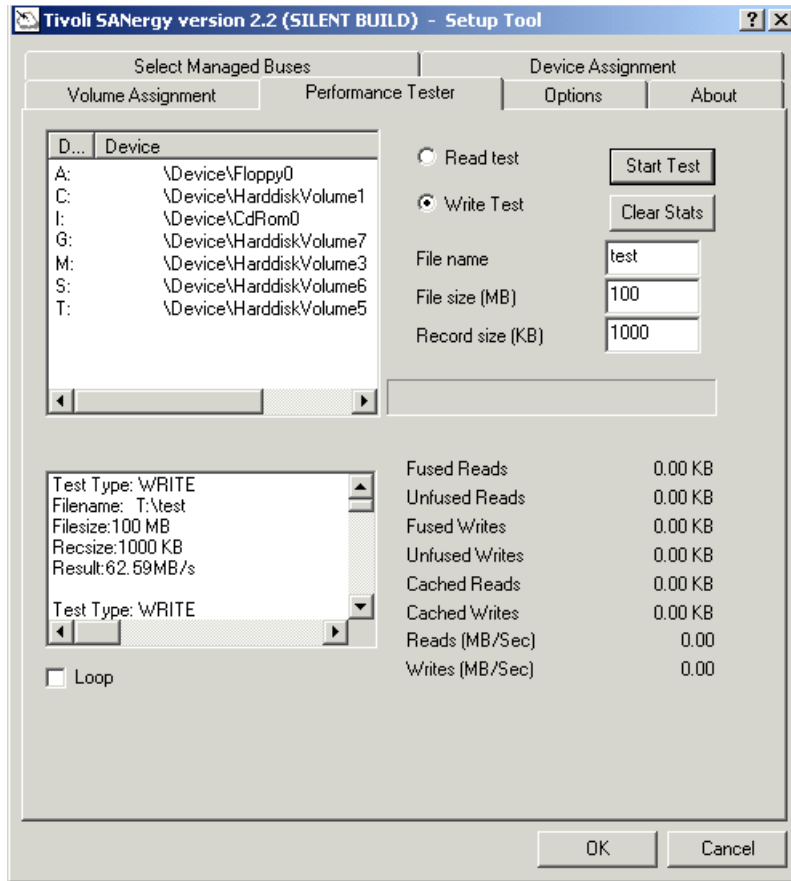 Tivoli SANergy version 2.2 (SILENT BUILD) - Setup Tool
Select Managed Buses Device Assignment
Volume Assignment Performance Tester Options About
D... Device
A: \Device\Floppy0
C: \Device\HarddiskVolume1
I: \Device\CdRom0
G: \Device\HarddiskVolume7
M: \Device\HarddiskVolume3
S: \Device\HarddiskVolume6
T: \Device\HarddiskVolume5
Read test Start Test
Write Test Clear Stats
File name test
File size (MB) 100
Record size (KB) 1000
Test Type: WRITE
Filename: T:\test
Filesize:100 MB
Recsize:1000 KB
Result:62.59MB/s
Test Type: WRITE
Loop
Fused Reads 0.00 KB
Unfused Reads 0.00 KB
Fused Writes 0.00 KB
Unfused Writes 0.00 KB
Cached Reads 0.00 KB
Cached Writes 0.00 KB
Reads (MB/Sec) 0.00
Writes (MB/Sec) 0.00
OK Cancel